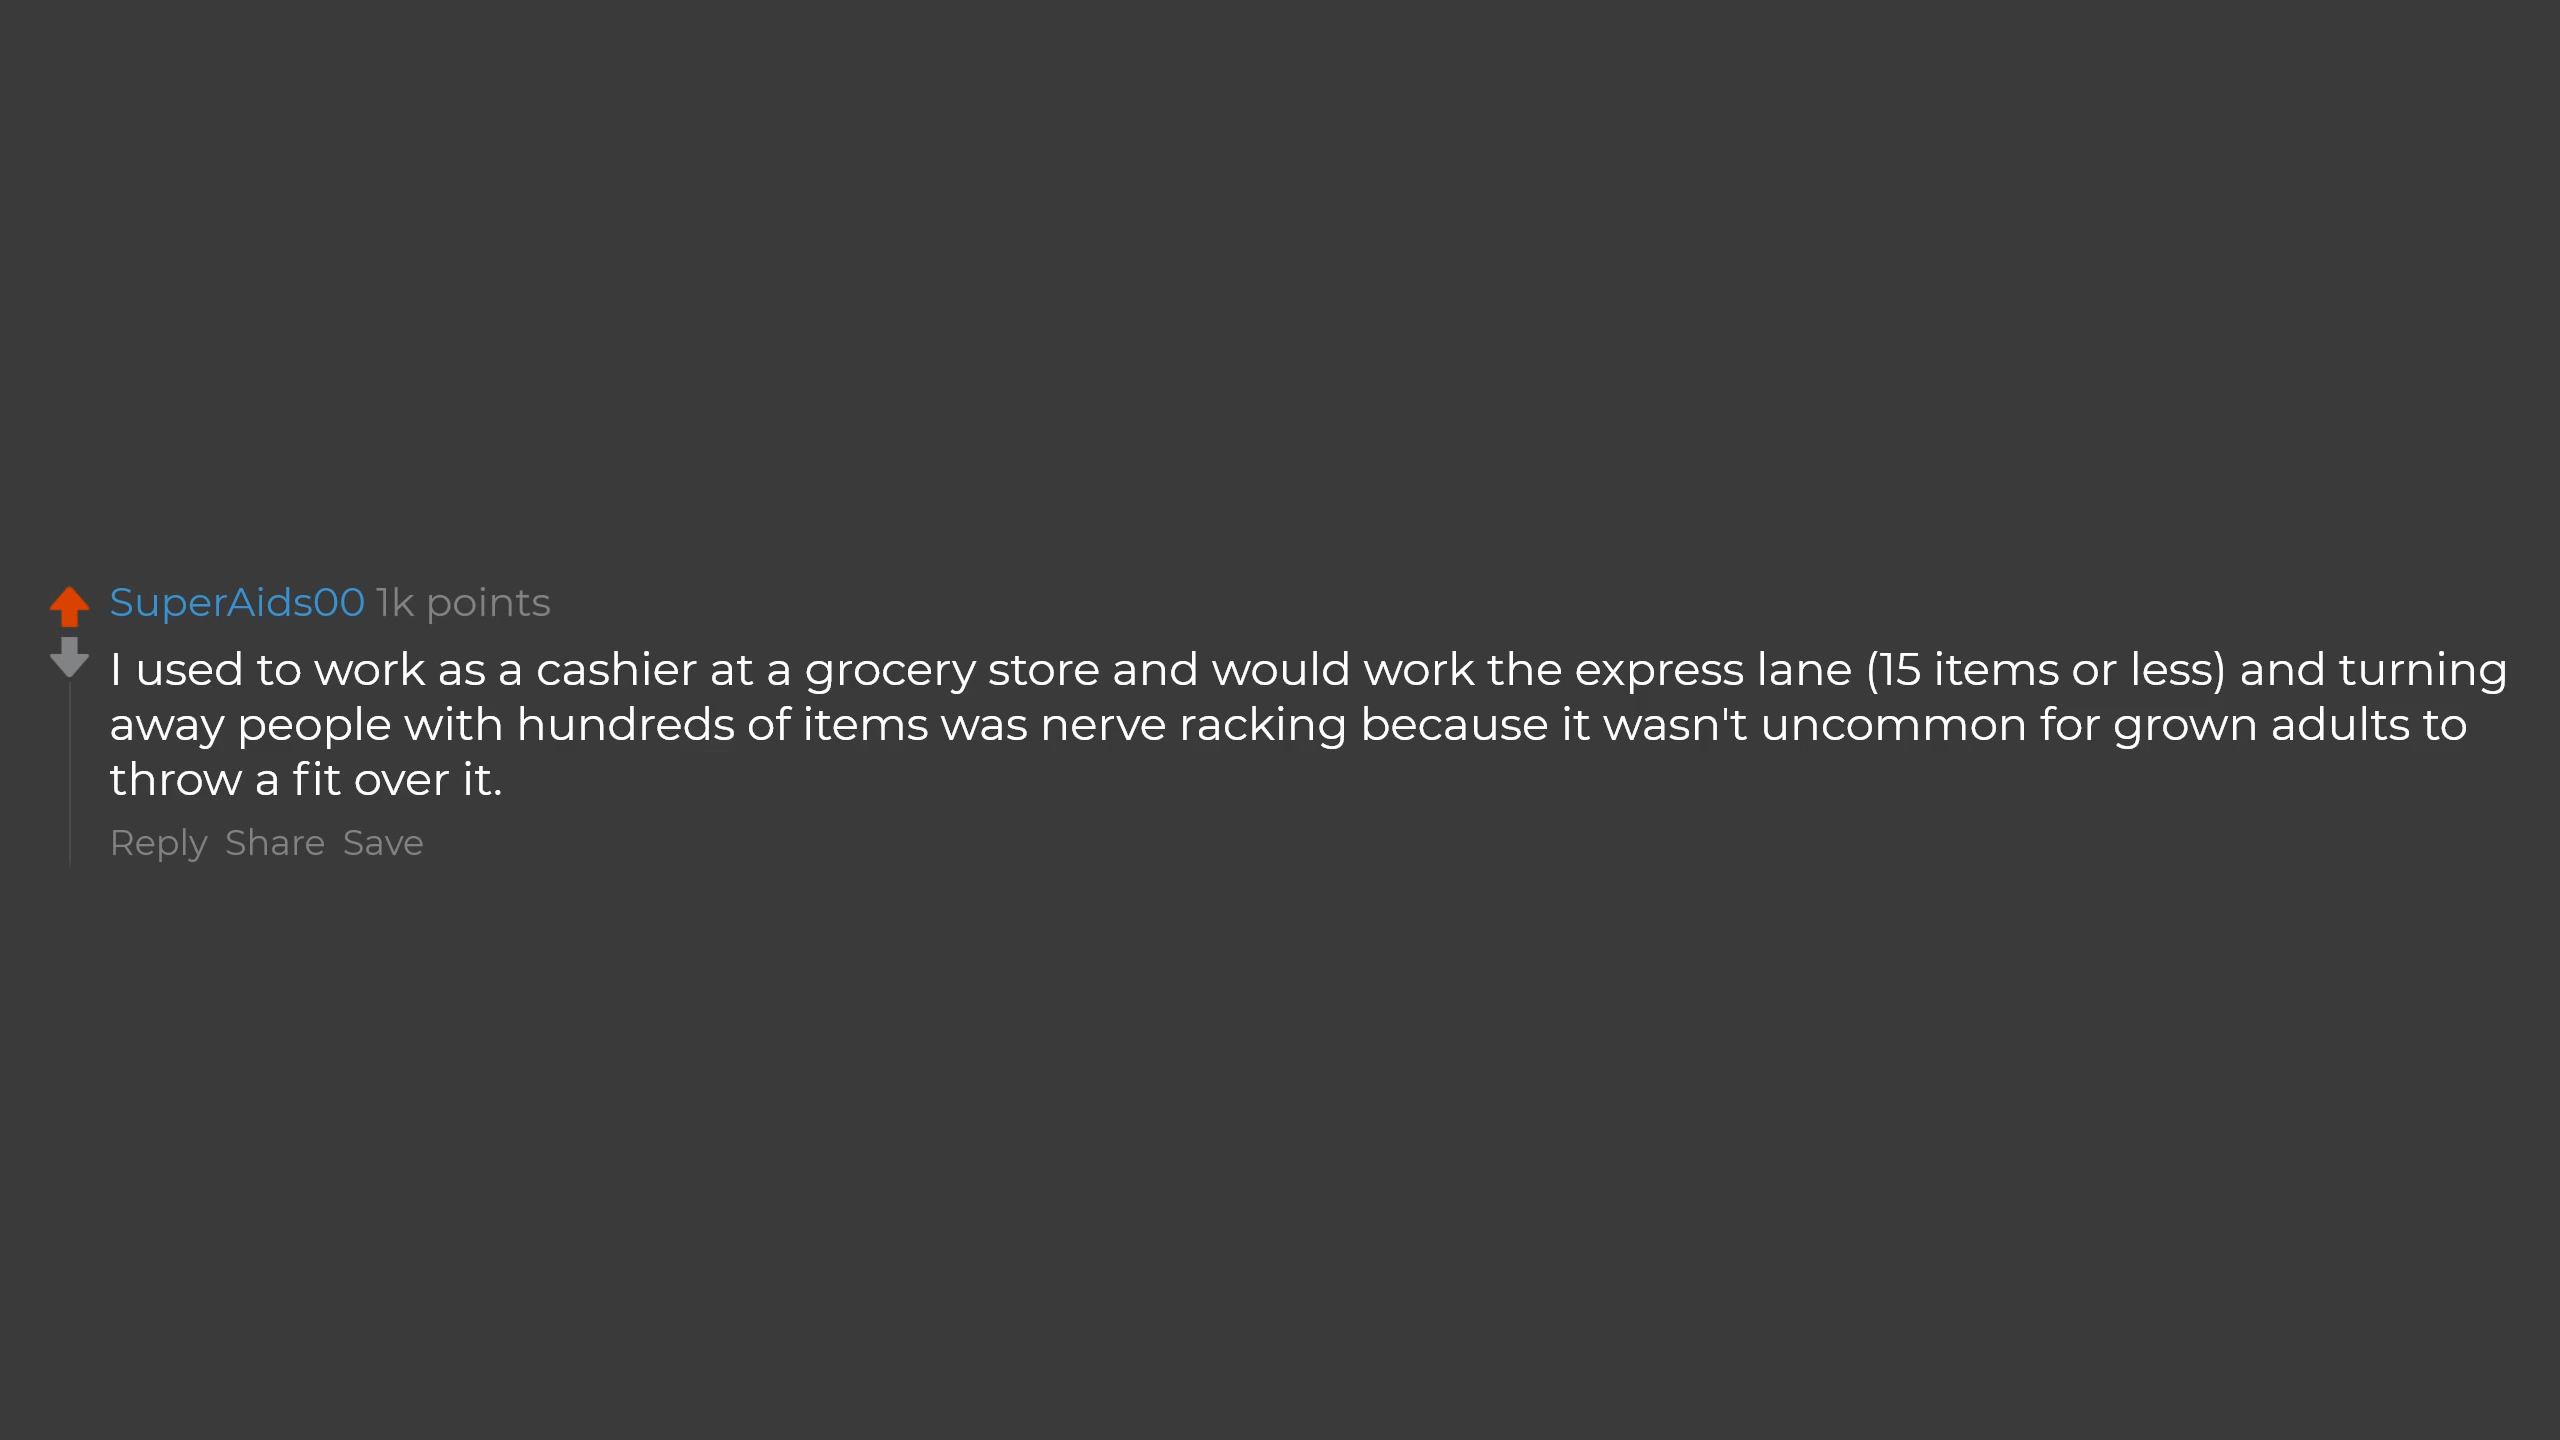 SuperAids00 1k points
I used to work as a cashier at a grocery store and would work the express lane (15 items or less) and turning
away people with hundreds of items was nerve racking because it wasn't uncommon for grown adults to
throw a fit over it.
Reply Share Save